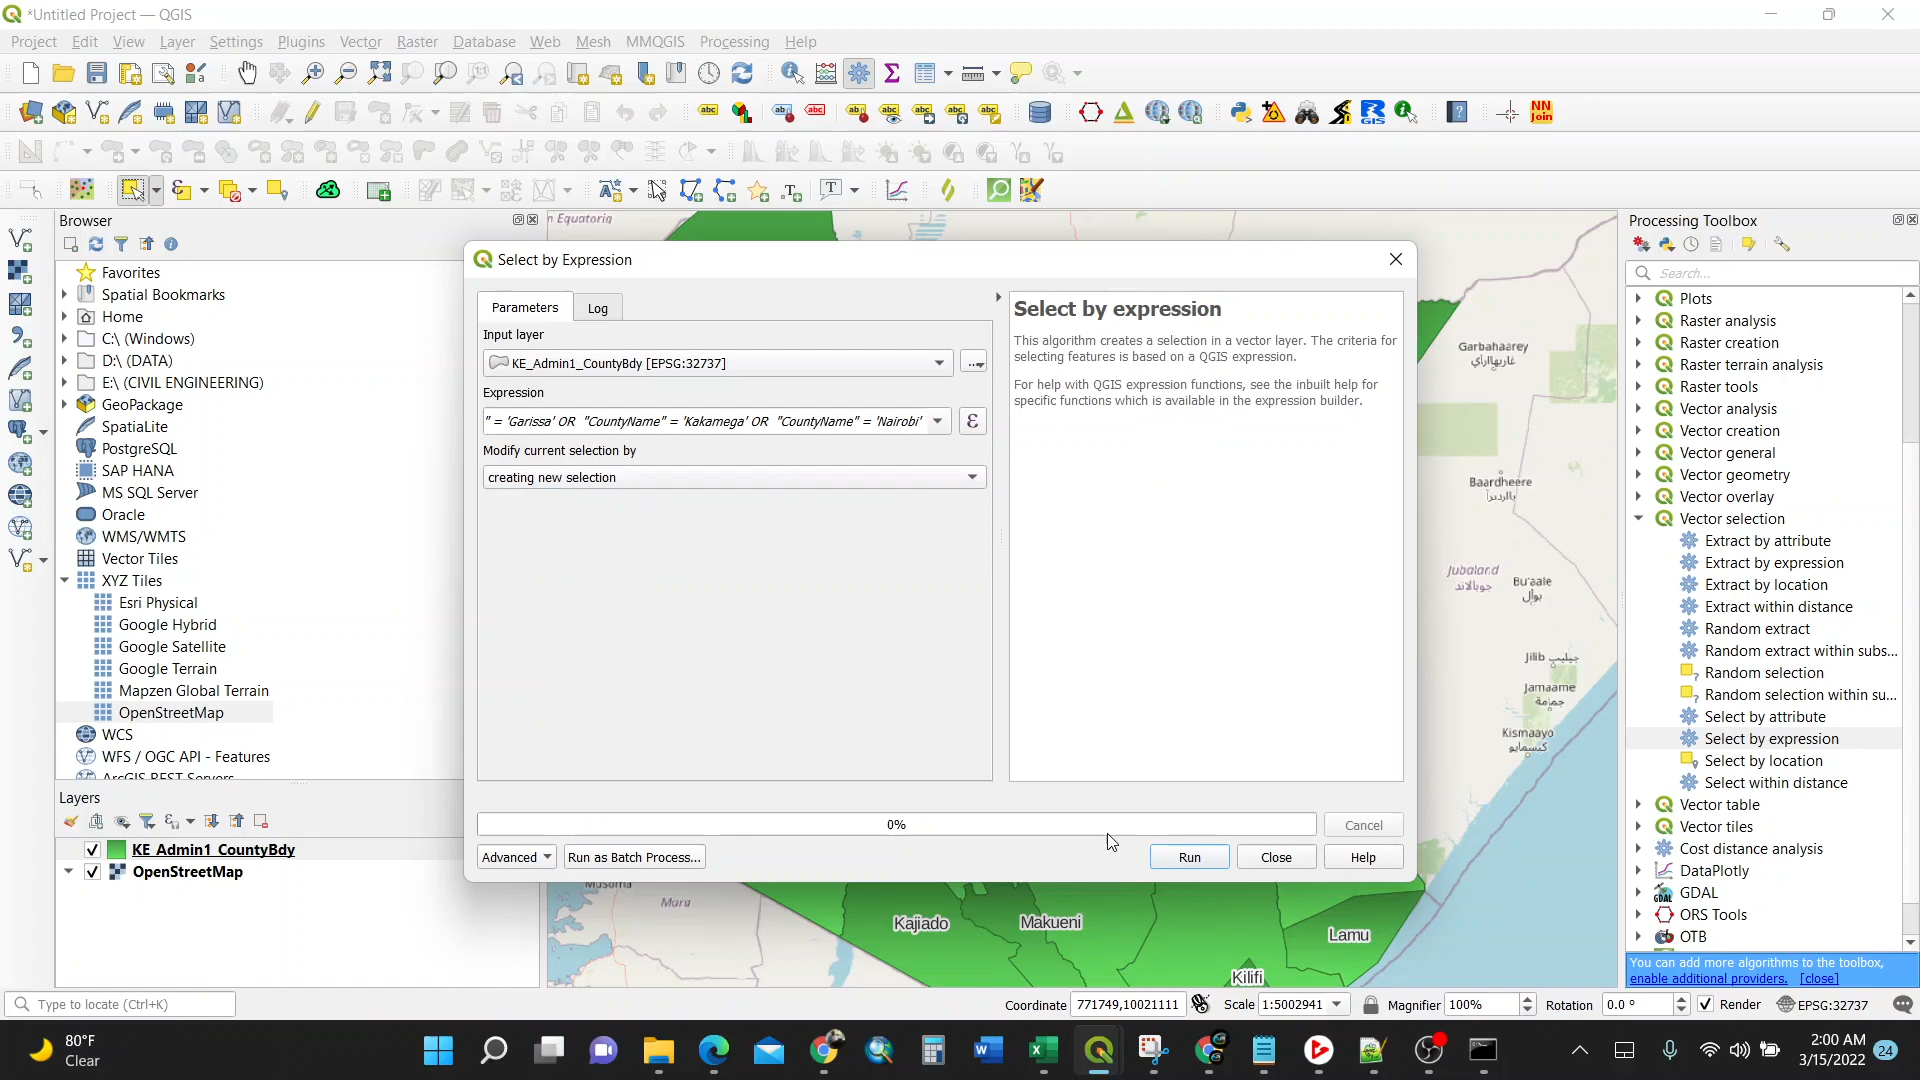 *Untitled Project — QGIS
Project Edit View Layer Settings Plugins Vector Raster Database Web Mesh MMQGIS Processing Help
Browser
Favorites
Spatial Bookmarks
Home
C:\ (Windows)
D:\ (DATA)
E:\ (CIVIL ENGINEERING)
GeoPackage
SpatiaLite
PostgreSQL
SAP HANA
MS SQL Server
Oracle
WMS/WMTS
Vector Tiles
XYZ Tiles
Esri Physical
Google Hybrid
Google Satellite
Google Terrain
Mapzen Global Terrain
OpenStreetMap
WCS
WFS / OGC API - Features
ArcGIS REST Servers
Layers
KE_Admin1_CountyBdy
OpenStreetMap
n Equatoria
Select by Expression
Parameters Log
Input layer
KE_Admin1_CountyBdy [EPSG:32737]
Expression
" = 'Garissa' OR "CountyName" = 'Kakamega' OR "CountyName" = 'Nairobi'
Modify current selection by
creating new selection
Select by expression
This algorithm creates a selection in a vector layer. The criteria for
selecting features is based on a QGIS expression.
For help with QGIS expression functions, see the inbuilt help for
specific functions which is available in the expression builder.
0%
Cancel
Advanced Run as Batch Process... Run Close Help
Garbahaarey
Baardheere
Jubaland
جوبالاند
Bu'aale
Jilib جيليب
Jamaame
جمامة
Kismaayo
كيسمايو
Musoma
Mara
Kajiado
Makueni
Lamu
Kilifi
Processing Toolbox
Search...
Plots
Raster analysis
Raster creation
Raster terrain analysis
Raster tools
Vector analysis
Vector creation
Vector general
Vector geometry
Vector overlay
Vector selection
Extract by attribute
Extract by expression
Extract by location
Extract within distance
Random extract
Random extract within subs...
Random selection
Random selection within su...
Select by attribute
Select by expression
Select by location
Select within distance
Vector table
Vector tiles
Cost distance analysis
DataPlotly
GDAL
ORS Tools
OTB
You can add more algorithms to the toolbox,
enable additional providers. [close]
Type to locate (Ctrl+K)
Coordinate 771749,10021111 Scale 1:5002941 Magnifier 100% Rotation 0.0 ° Render EPSG:32737
80°F
Clear
2:00 AM
3/15/2022
24